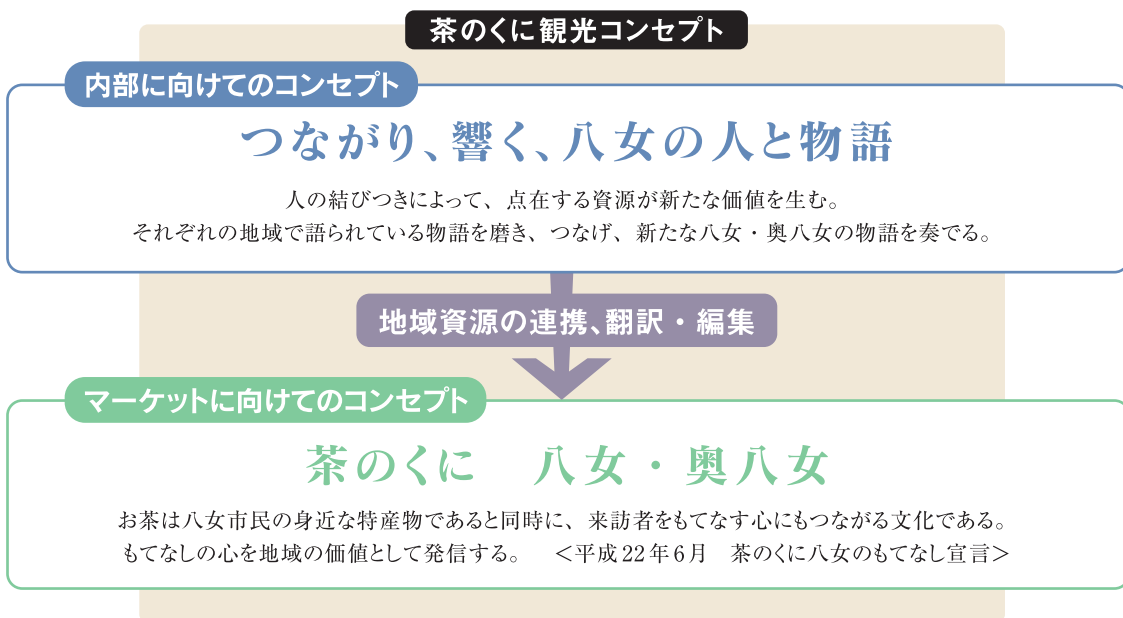 茶のくに観光コンセプト
内部に向けてのコンセプト
つながり、響く、八女の人と物語
人の結びつきによって、点在する資源が新たな価値を生む。
それぞれの地域で語られている物語を磨き、つなげ、新たな八女・奥八女の物語を奏でる。
地域資源の連携、翻訳・編集
マーケットに向けてのコンセプト
茶のくに　八女・奥八女
お茶は八女市民の身近な特産物であると同時に、来訪者をもてなす心にもつながる文化である。
もてなしの心を地域の価値として発信する。　＜平成22年6月　茶のくに八女のもてなし宣言＞